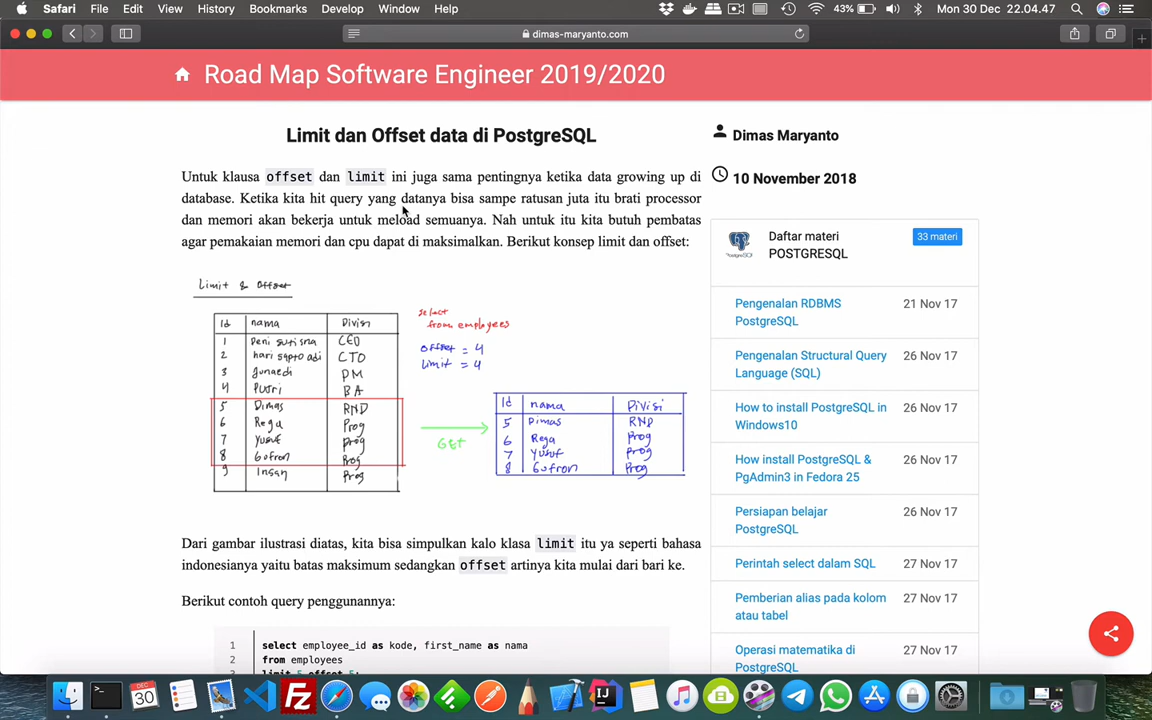 Safari File Edit View History Bookmarks Develop Window Help
43% Mon 30 Dec 22.04.47
dimas-maryanto.com
Road Map Software Engineer 2019/2020
Limit dan Offset data di PostgreSQL
Untuk klausa offset dan limit ini juga sama pentingnya ketika data growing up di
database. Ketika kita hit query yang datanya bisa sampe ratusan juta itu brati processor
dan memori akan bekerja untuk meload semuanya. Nah untuk itu kita butuh pembatas
agar pemakaian memori dan cpu dapat di maksimalkan. Berikut konsep limit dan offset:
Limit & Offset
Id nama Divisi
1 Deni sutisna CEO
2 hari sapto adi CTO
3 Junaedi PM
4 Putri BA
5 Dimas RND
6 Rega Prog
7 Yusuf Prog
8 Gufron Prog
9 Insan Prog
select
from employees
offset = 4
limit = 4
GET
Id nama Divisi
5 Dimas RND
6 Rega Prog
7 Yusuf Prog
8 Gufron Prog
Dari gambar ilustrasi diatas, kita bisa simpulkan kalo klasa limit itu ya seperti bahasa
indonesianya yaitu batas maksimum sedangkan offset artinya kita mulai dari bari ke.
Berikut contoh query penggunannya:
1 select employee_id as kode, first_name as nama
2 from employees
limit 5 offset 5;
Dimas Maryanto
10 November 2018
Daftar materi
POSTGRESQL
33 materi
PostgreSQL
Pengenalan RDBMS
PostgreSQL
21 Nov 17
Pengenalan Structural Query
Language (SQL)
26 Nov 17
How to install PostgreSQL in
Windows10
26 Nov 17
How install PostgreSQL &
PgAdmin3 in Fedora 25
26 Nov 17
Persiapan belajar
PostgreSQL
26 Nov 17
Perintah select dalam SQL
27 Nov 17
Pemberian alias pada kolom
atau tabel
27 Nov 17
Operasi matematika di
PostgreSQL
27 Nov 17
DEC
30